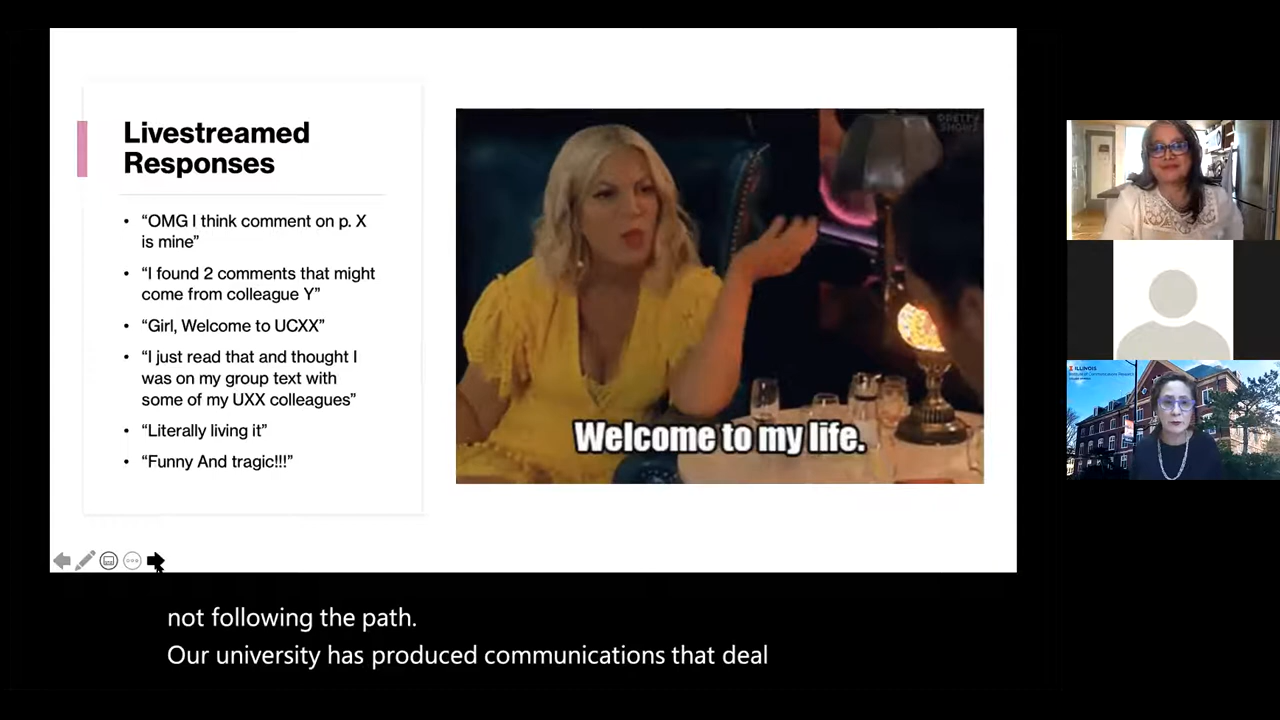 Livestreamed
Responses
• “OMG I think comment on p. X
is mine”
• “I found 2 comments that might
come from colleague Y”
• “Girl, Welcome to UCXX”
• “I just read that and thought I
was on my group text with
some of my UXX colleagues”
• “Literally living it”
• “Funny And tragic!!!”
Welcome to my life.
ILLINOIS
not following the path.
Our university has produced communications that deal